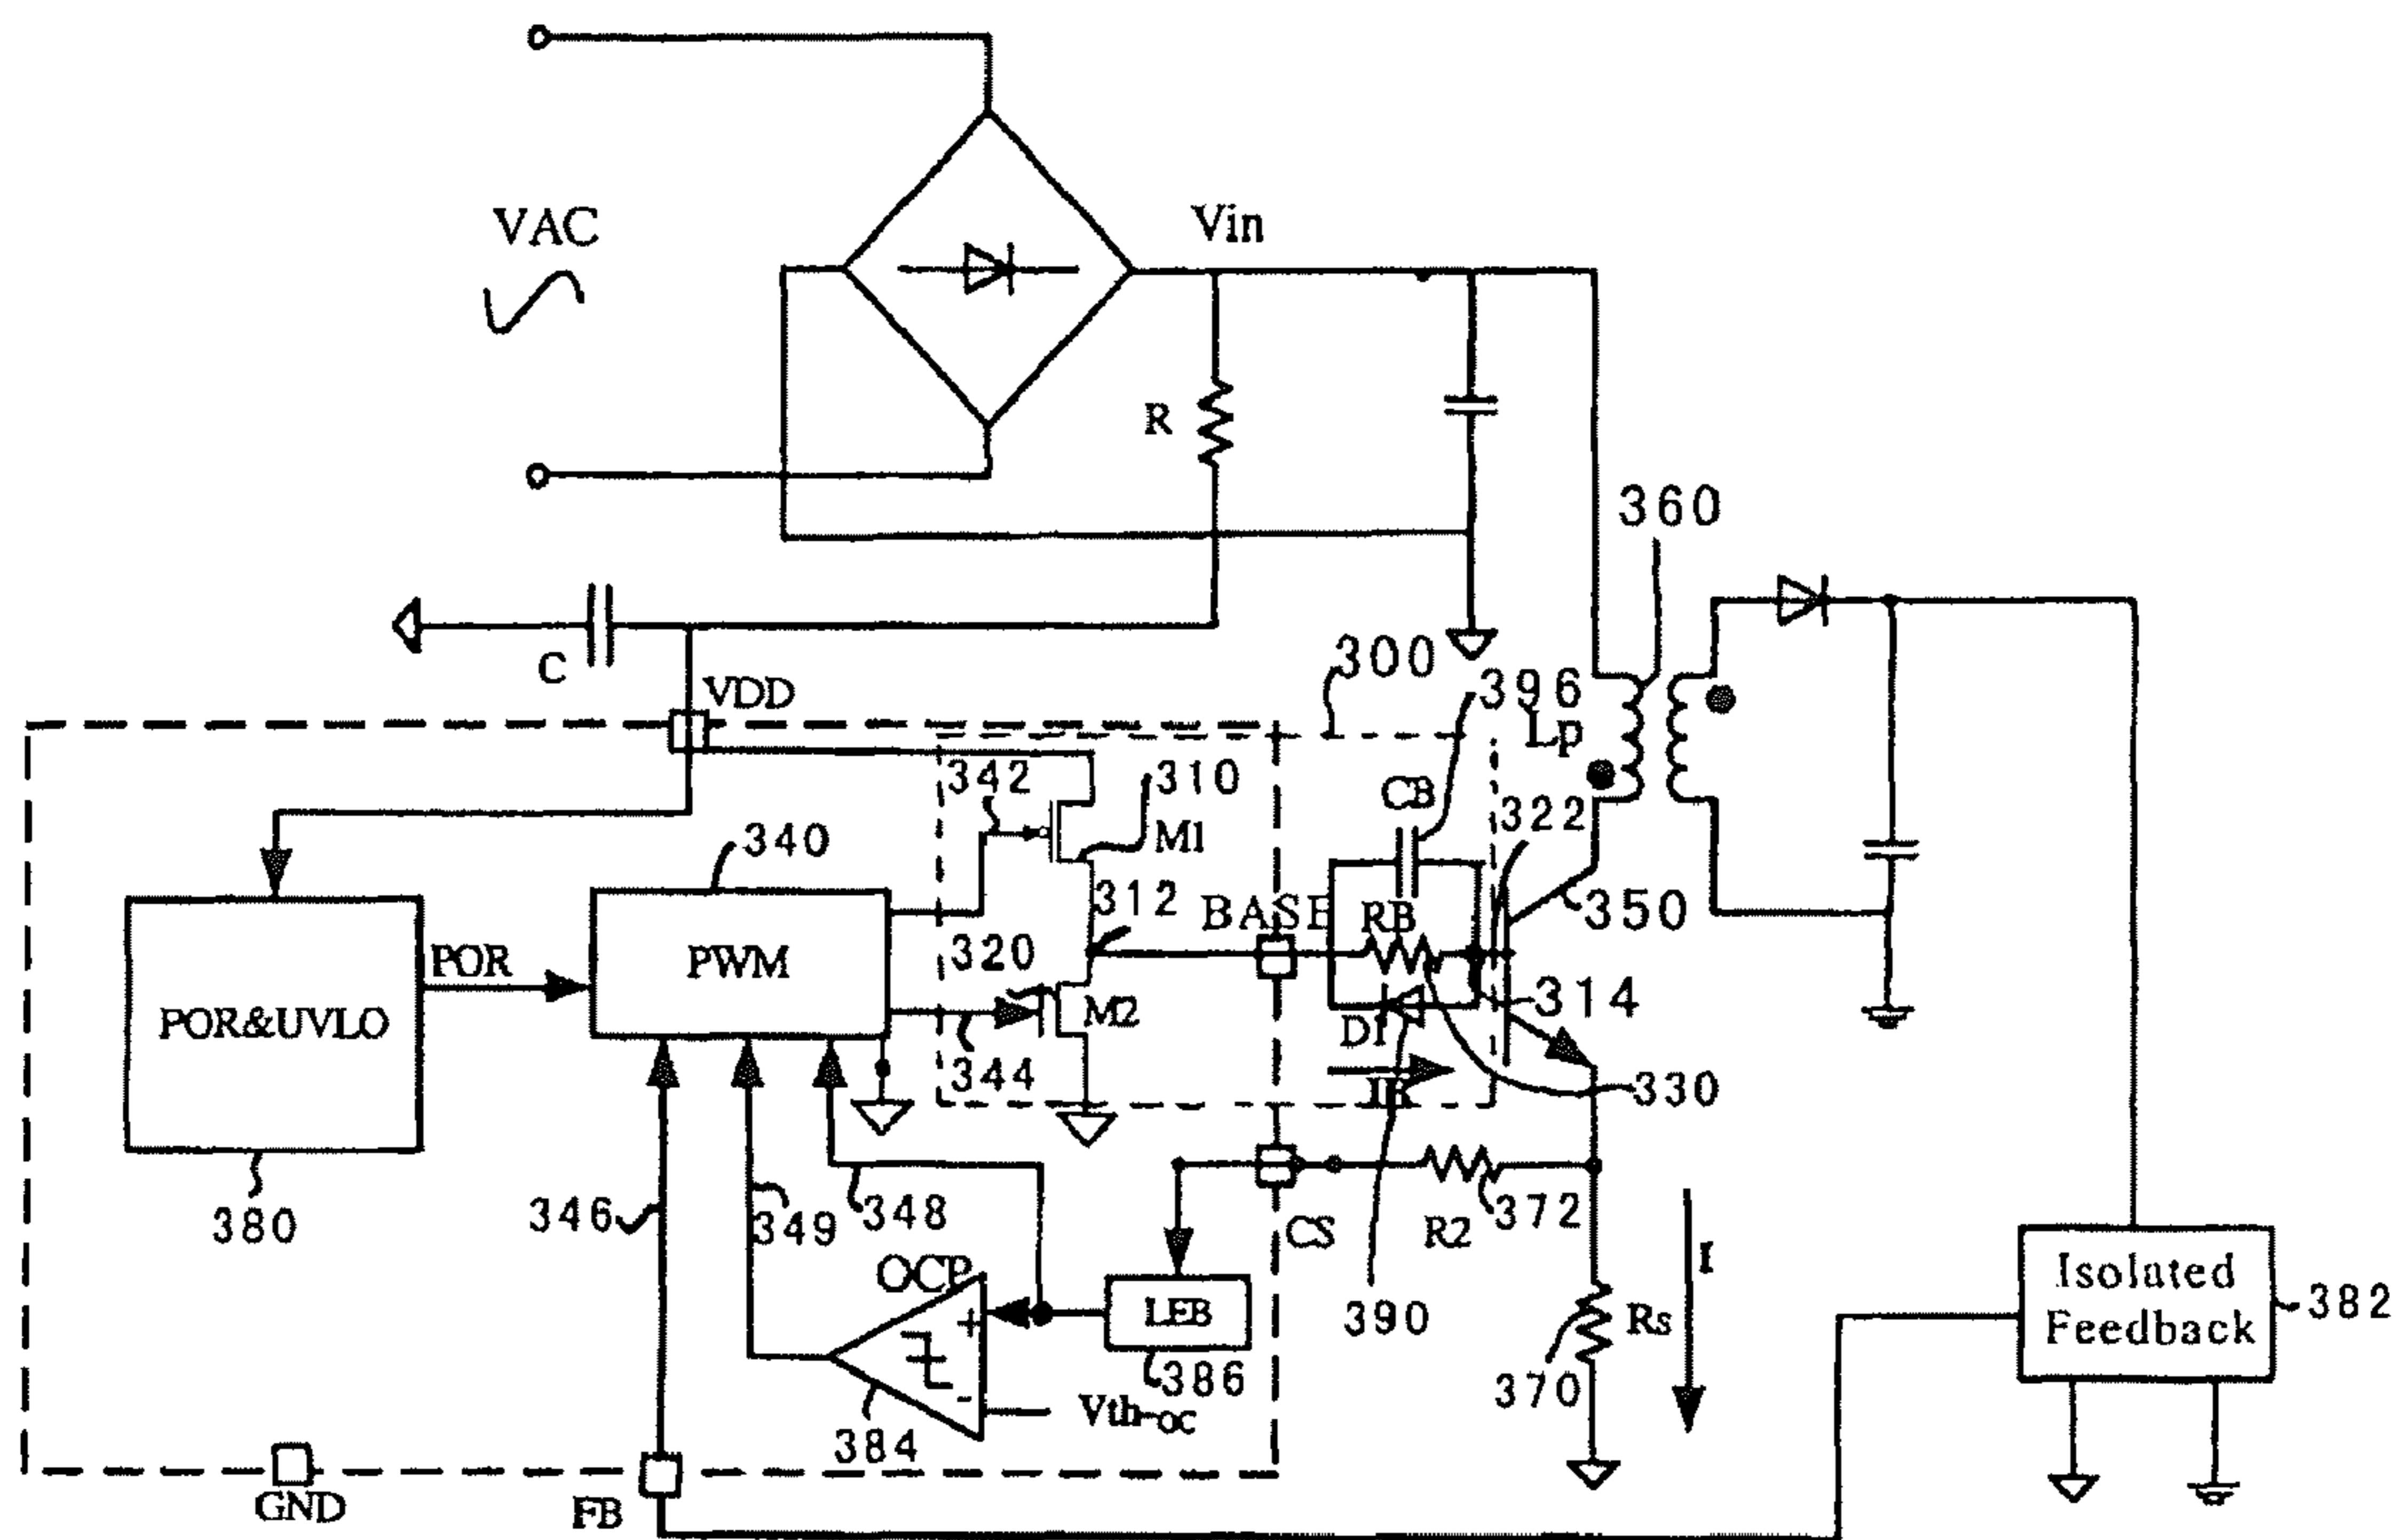 VAC
Vin
R
360
C
VDD
300
396
Lp
342
310
CB
322
340
M1
312
BASE
RB
350
320
PWM
POR
M2
314
POR&UVLO
D1
344
330
346
349
348
CS
R2
372
380
OCP
I
LEB
390
Rs
Isolated
Feedback
382
+
-
386
370
Vth-oc
384
GND
FB